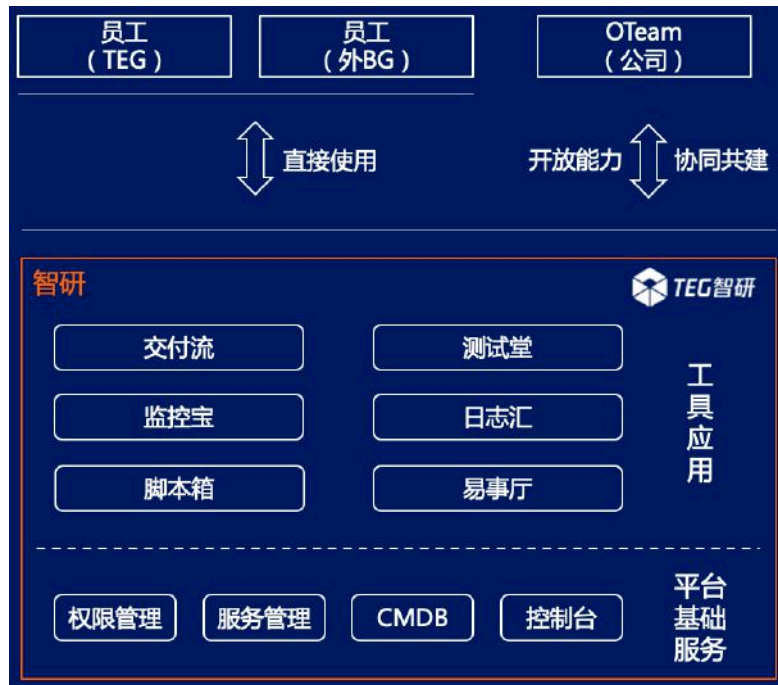 员工
（TEG）
员工
（外BG）
OTeam
（公司）
直接使用
开放能力
协同共建
智研
TEG智研
交付流
测试堂
监控宝
日志汇
脚本箱
易事厅
工具应用
权限管理
服务管理
CMDB
控制台
平台
基础
服务